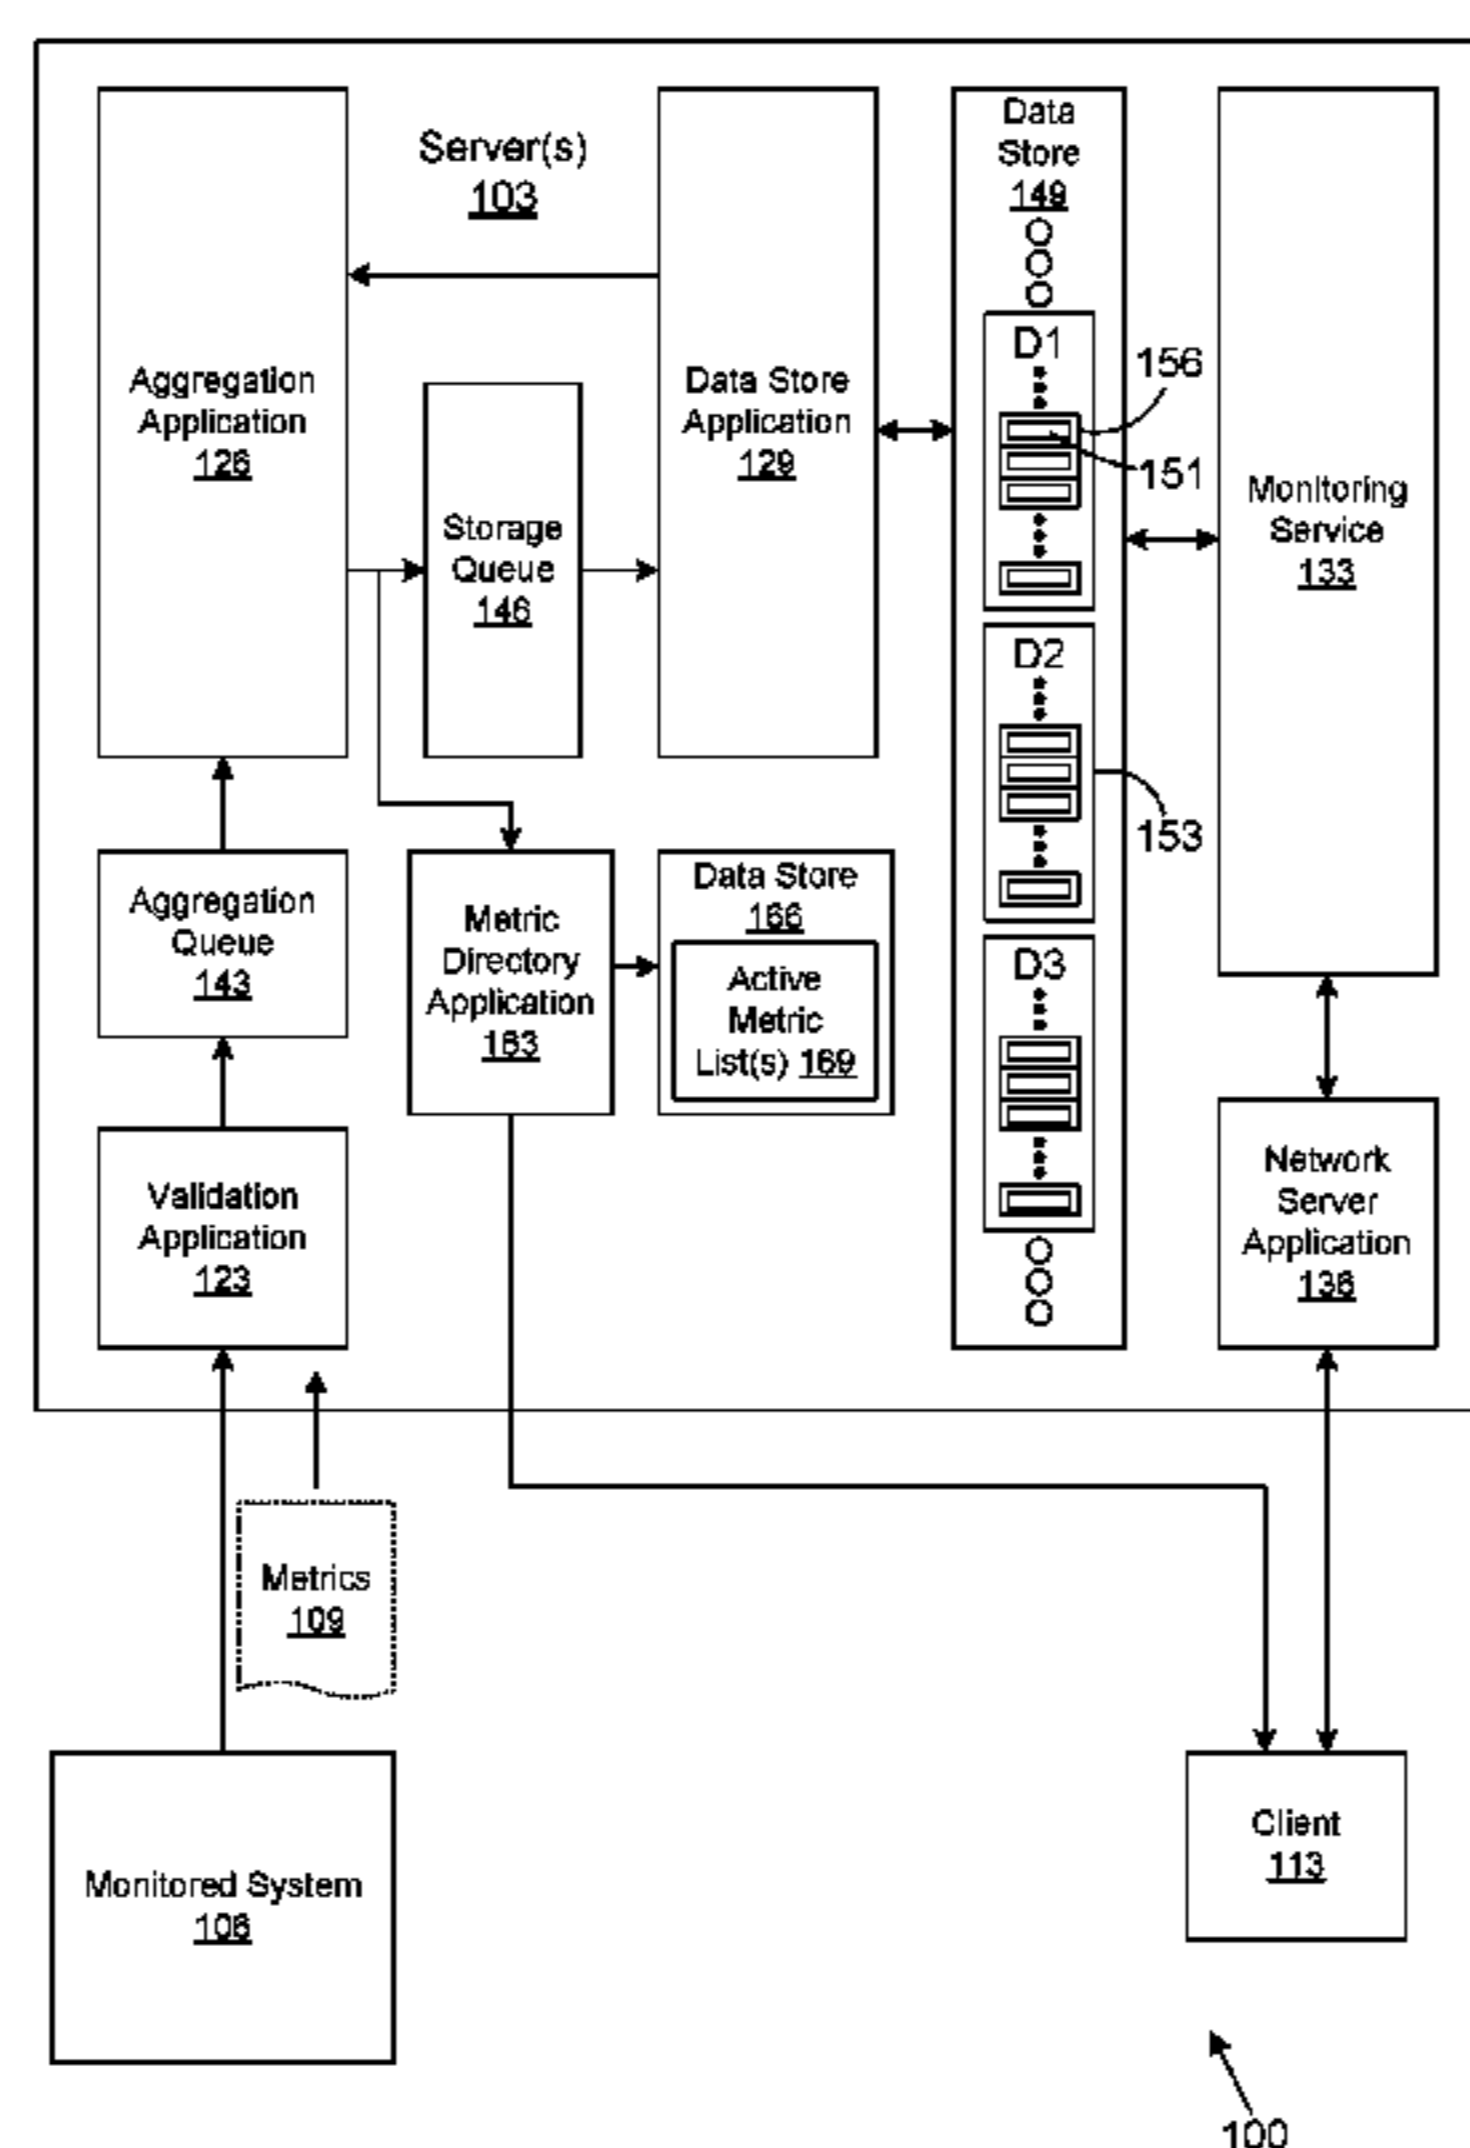 Server(s)
103
Aggregation
Application
126
Storage
Queue
146
Data Store
Application
129
Data
Store
149
D1
156
151
D2
153
D3
Monitoring
Service
133
Aggregation
Queue
143
Metric
Directory
Application
163
Data Store
166
Active
Metric
List(s) 169
Validation
Application
123
Network
Server
Application
136
Metrics
109
Monitored System
106
Client
113
100